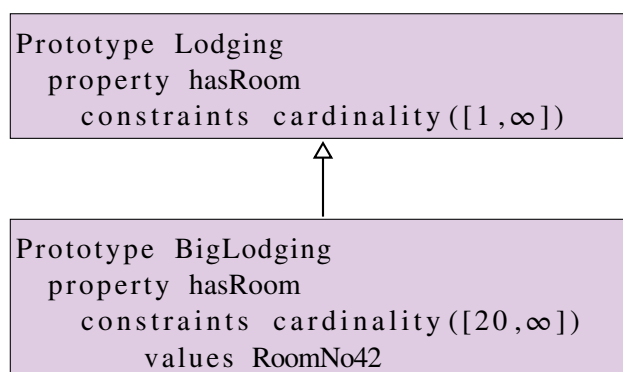 Prototype Lodging
property hasRoom
constraints cardinality([1,∞])
Prototype BigLodging
property hasRoom
constraints cardinality([20,∞])
values RoomNo42